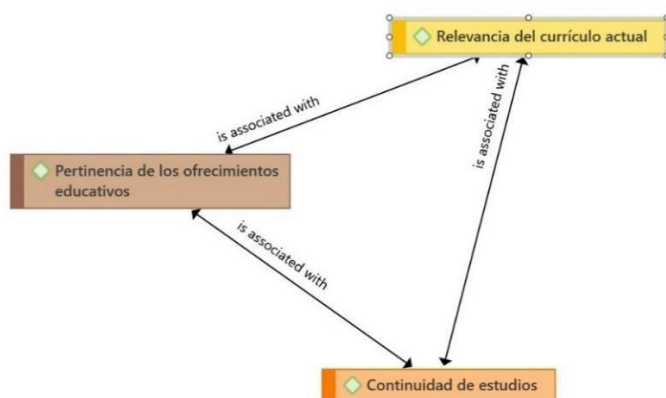 Relevancia del currículo actual
is associated with
is associated with
Pertinencia de los ofrecimientos
educativos
is associated with
Continuidad de estudios